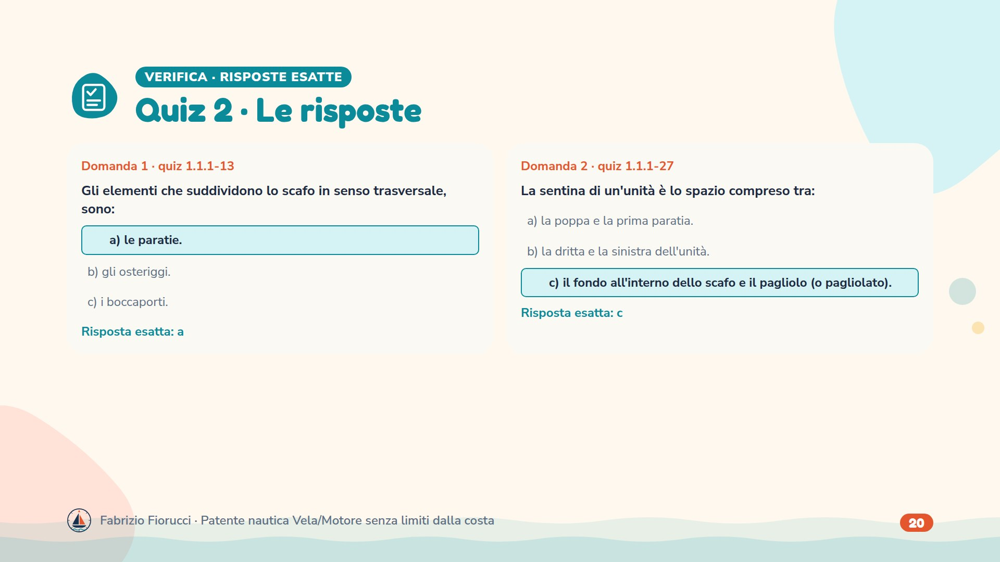 VERIFICA · RISPOSTE ESATTE
Quiz 2 · Le risposte
Domanda 1 · quiz 1.1.1-13
Gli elementi che suddividono lo scafo in senso trasversale,
sono:
a) le paratie.
b) gli osteriggi.
c) i boccaporti.
Risposta esatta: a
Domanda 2 · quiz 1.1.1-27
La sentina di un'unità è lo spazio compreso tra:
a) la poppa e la prima paratia.
b) la dritta e la sinistra dell'unità.
c) il fondo all'interno dello scafo e il pagliolo (o pagliolato).
Risposta esatta: c
Fabrizio Fiorucci · Patente nautica Vela/Motore senza limiti dalla costa
20